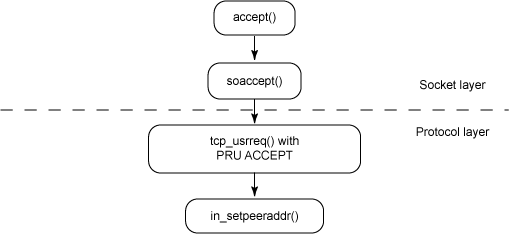 accept()
soaccept()
Socket layer
Protocol layer
tcp_usrreq() with
PRU ACCEPT
in_setpeeraddr()